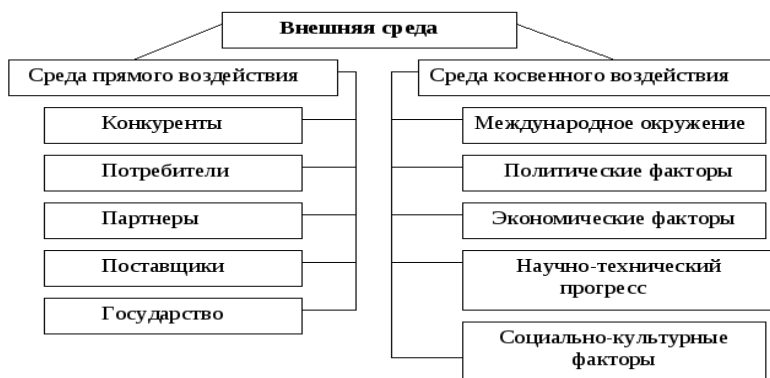 Внешняя среда
Среда прямого воздействия
Конкуренты
Потребители
Партнеры
Поставщики
Государство
Среда косвенного воздействия
Международное окружение
Политические факторы
Экономические факторы
Научно-технический
прогресс
Социально-культурные
факторы